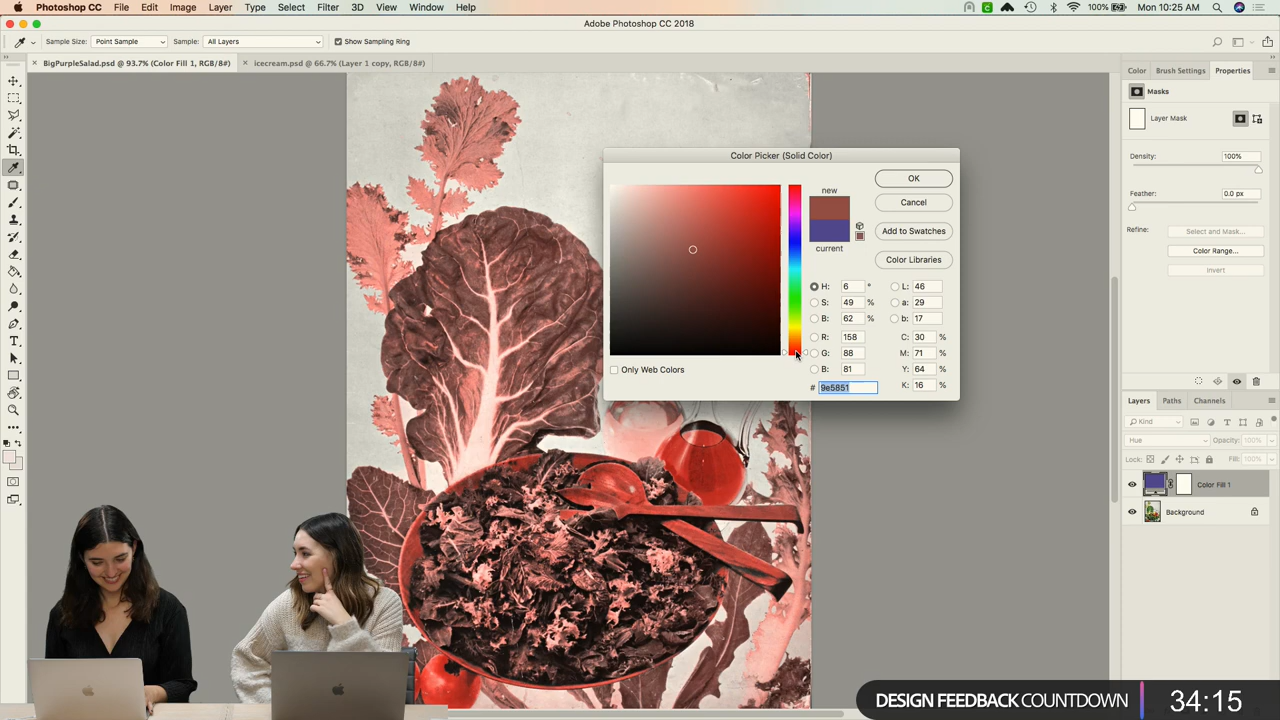 Photoshop CC File Edit Image Layer Type Select Filter 3D View Window Help 100% Mon 10:25 AM
Adobe Photoshop CC 2018
Sample Size: Point Sample Sample: All Layers Show Sampling Ring
× BigPurpleSalad.psd @ 93.7% (Color Fill 1, RGB/8#) × icecream.psd @ 66.7% (Layer 1 copy, RGB/8#)
Color Brush Settings Properties
Masks
Layer Mask
Density: 100%
Feather: 0.0 px
Refine: Select and Mask...
Color Range...
Invert
Color Picker (Solid Color)
new
current
OK
Cancel
Add to Swatches
Color Libraries
H: 6 ° L: 46
S: 49 % a: 29
B: 62 % b: 17
R: 158 C: 30 %
G: 88 M: 71 %
B: 81 Y: 64 %
# 9e5851 K: 16 %
Only Web Colors
Layers Paths Channels
Kind
Hue Opacity: 100%
Lock: Fill: 100%
Color Fill 1
Background
DESIGN FEEDBACK COUNTDOWN 34:15